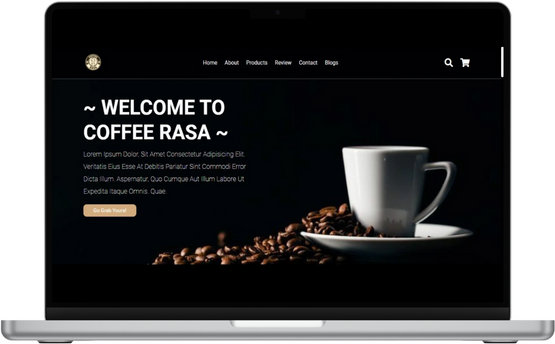 Home About Products Review Contact Blogs
~ WELCOME TO
COFFEE RASA ~
Lorem Ipsum Dolor, Sit Amet Consectetur Adipisicing Elit.
Veritatis Eius Esse At Debitis Pariatur Sint Commodi Error
Dicta Illum. Aspernatur, Quo Cumque Aut Illum Labore Ut
Expedita Itaque Omnis. Quae.
Go Grab Yours!